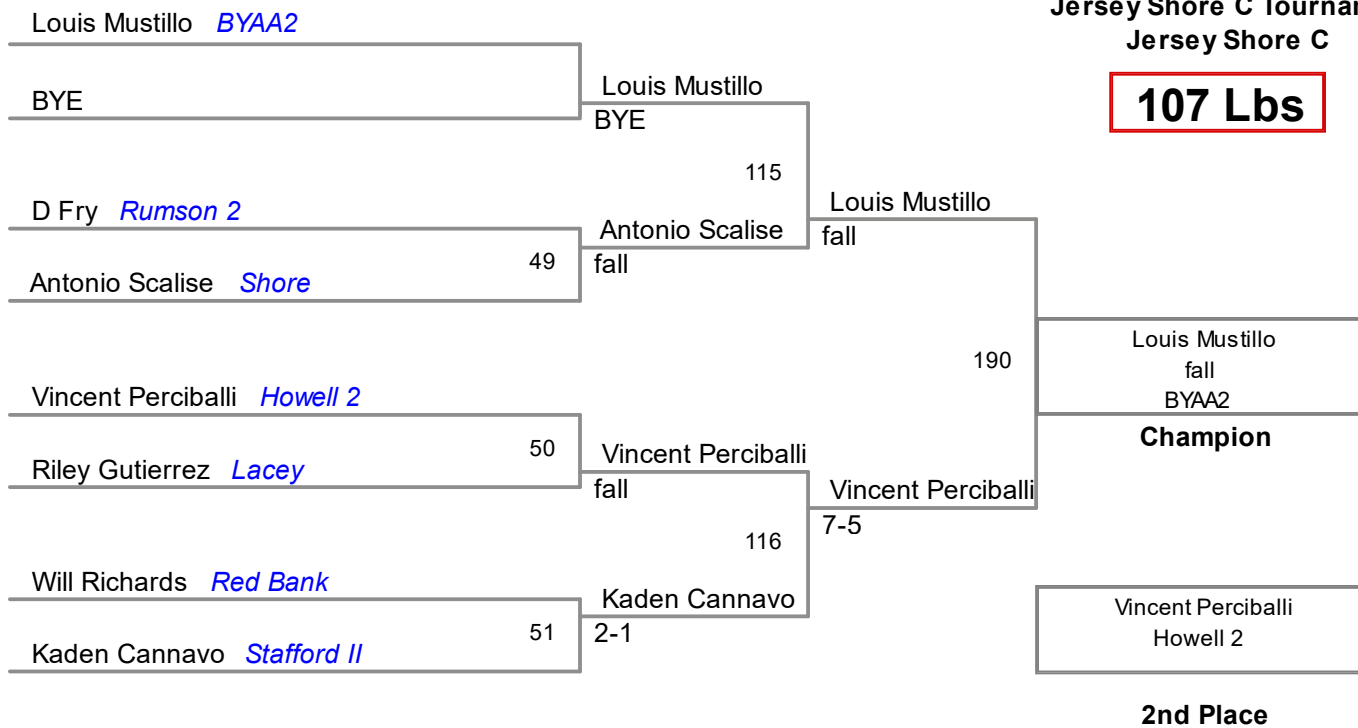 Jersey Shore C
107 Lbs
Louis Mustillo BYAA2
BYE
Louis Mustillo
BYE
115
D Fry Rumson 2
Antonio Scalise Shore
49
Antonio Scalise
fall
Louis Mustillo
fall
Vincent Perciballi Howell 2
Riley Gutierrez Lacey
50
Vincent Perciballi
fall
116
Will Richards Red Bank
Kaden Cannavo Stafford II
51
Kaden Cannavo
2-1
Vincent Perciballi
7-5
190
Louis Mustillo
fall
BYAA2
Champion
Vincent Perciballi
Howell 2
2nd Place